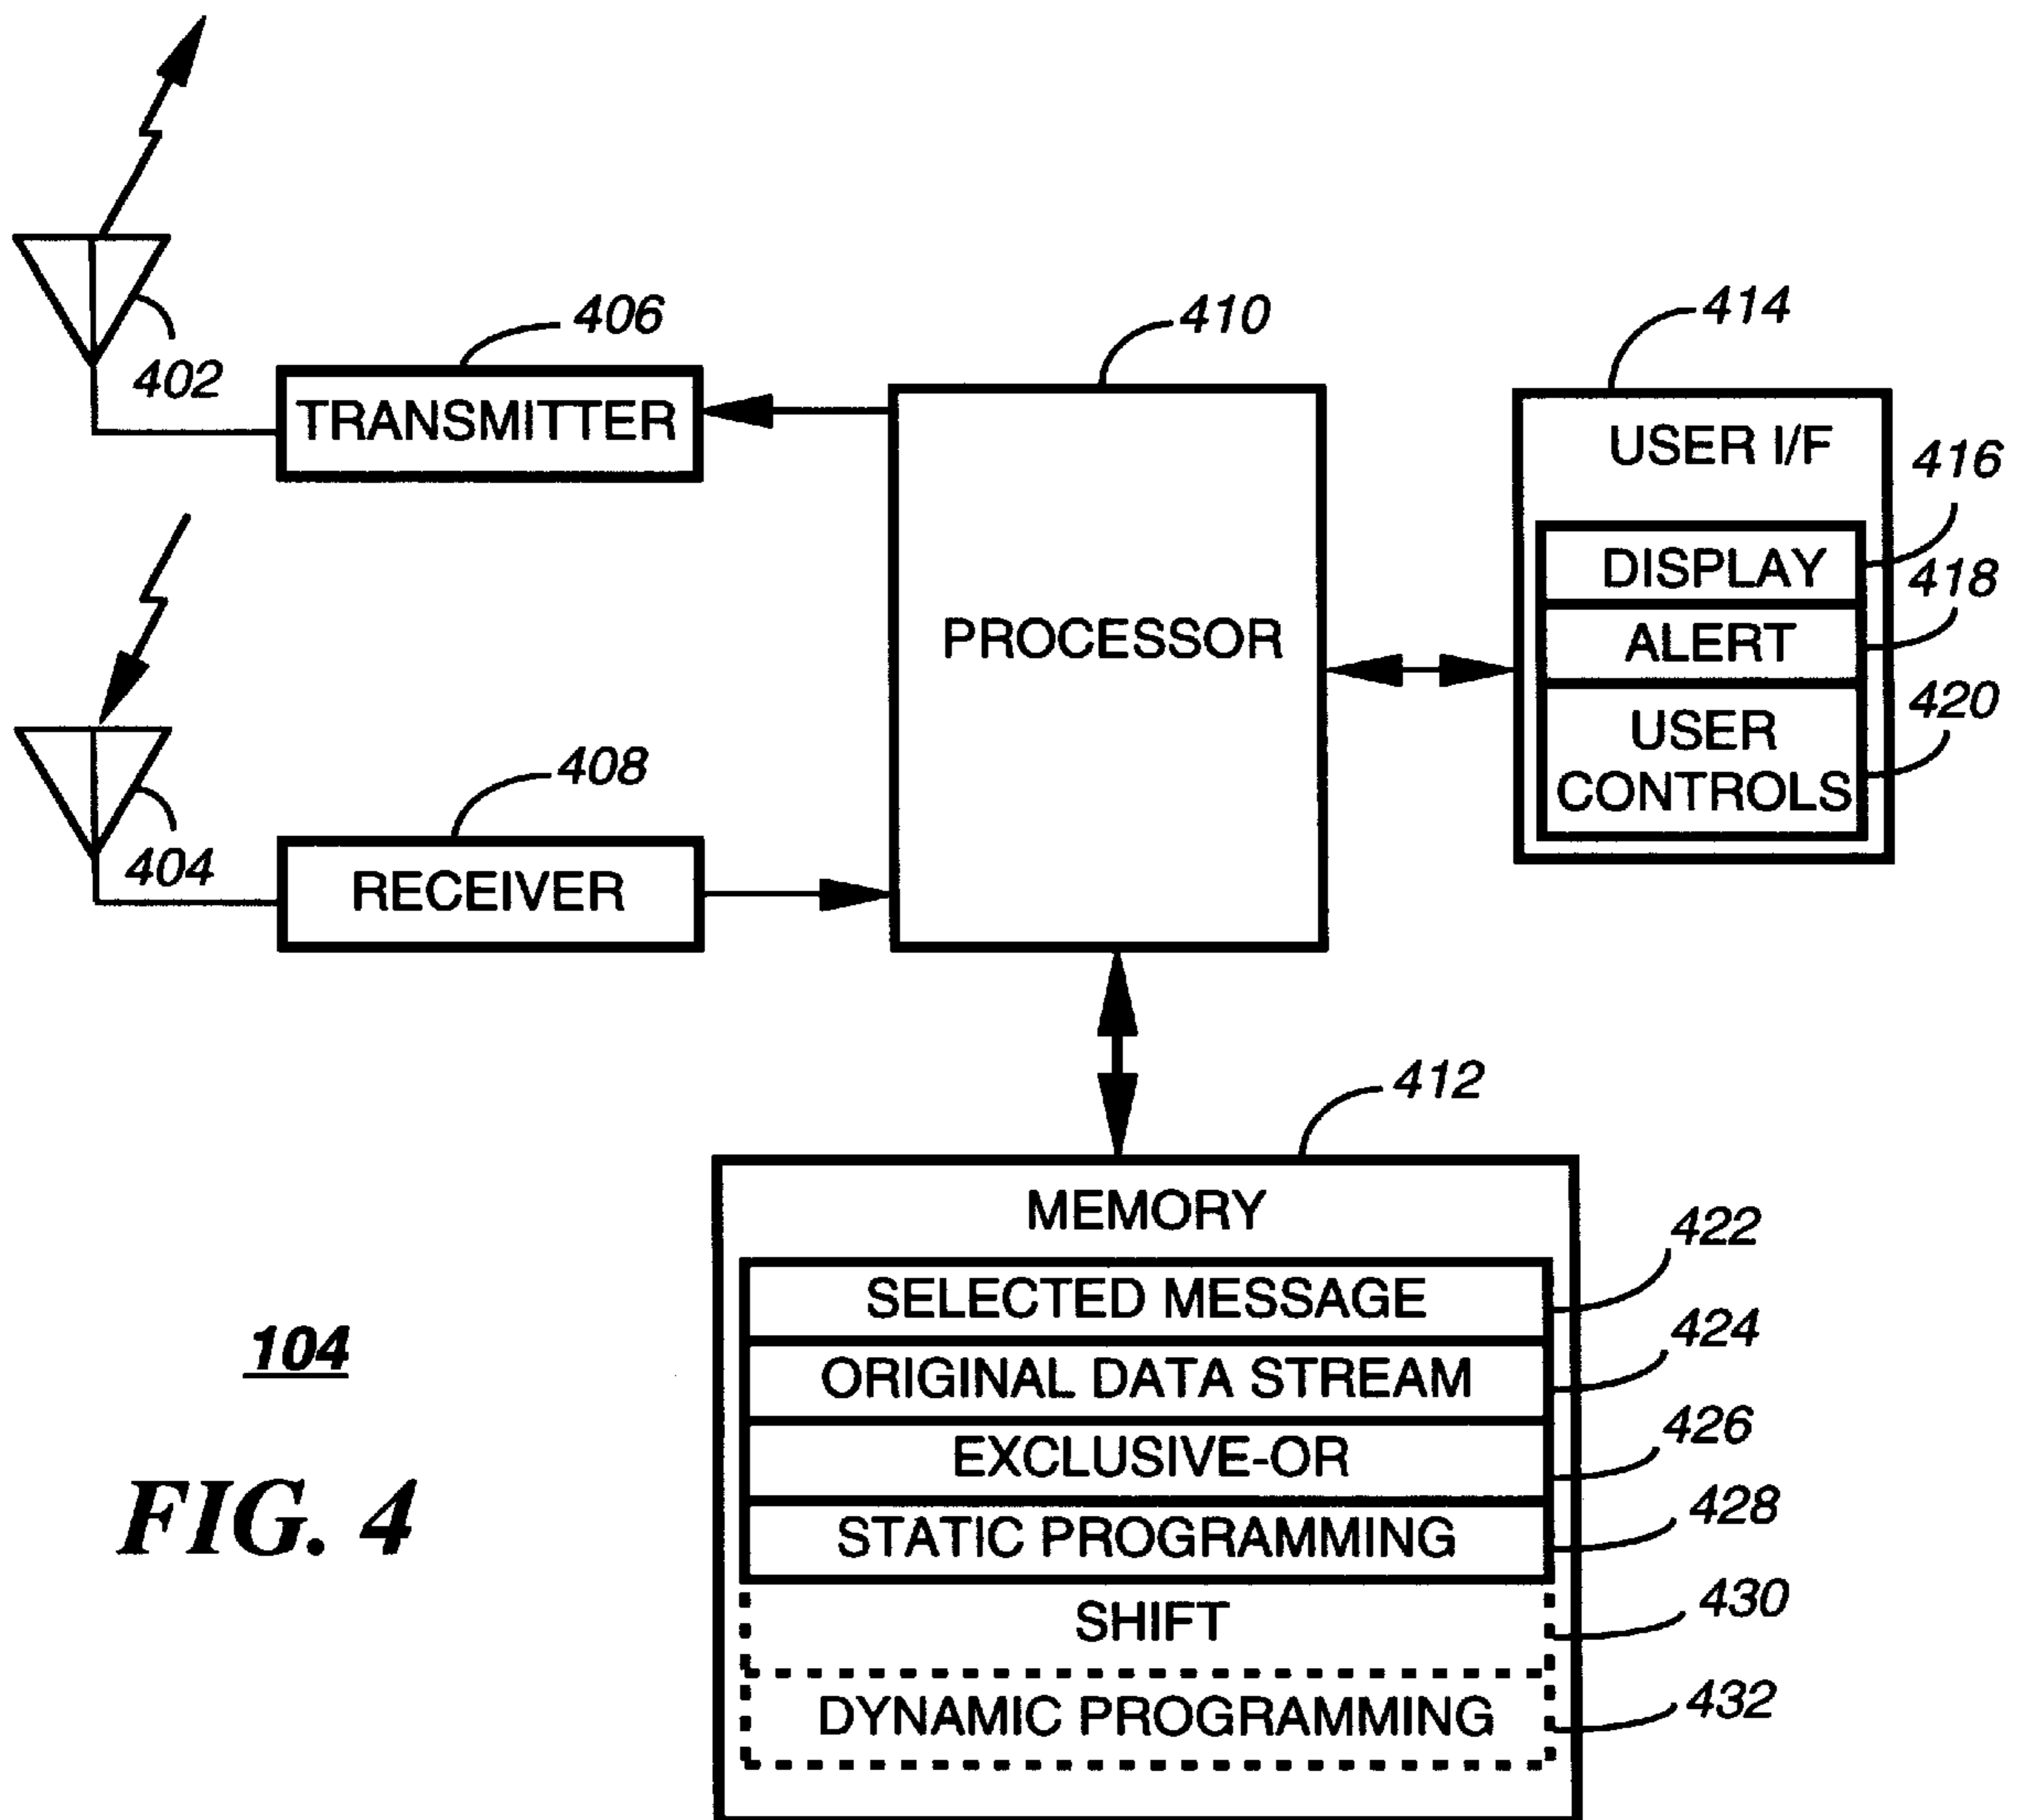 406
410
414
402
TRANSMITTER
USER I/F
416
DISPLAY
418
ALERT
PROCESSOR
420
USER
CONTROLS
408
404
RECEIVER
412
MEMORY
422
SELECTED MESSAGE
424
ORIGINAL DATA STREAM
104
426
EXCLUSIVE-OR
428
STATIC PROGRAMMING
FIG. 4
430
SHIFT
432
DYNAMIC PROGRAMMING